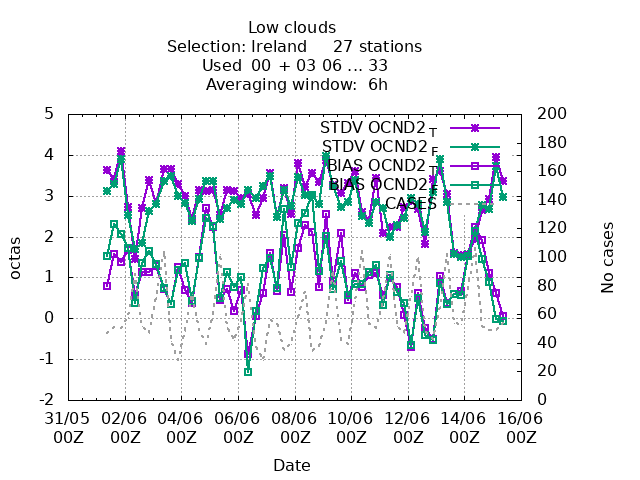 Low clouds
Selection: Ireland 27 stations
Used 00 + 03 06 ... 33
Averaging window: 6h
5
4
3
2
1
0
-1
-2
octas
200
180
160
140
120
100
80
60
40
20
0
No cases
STDV OCND2 T
STDV OCND2 F
BIAS OCND2 T
BIAS OCND2 F
CASES
31/05 02/06 04/06 06/06 08/06 10/06 12/06 14/06 16/06
00Z 00Z 00Z 00Z 00Z 00Z 00Z 00Z 00Z
Date